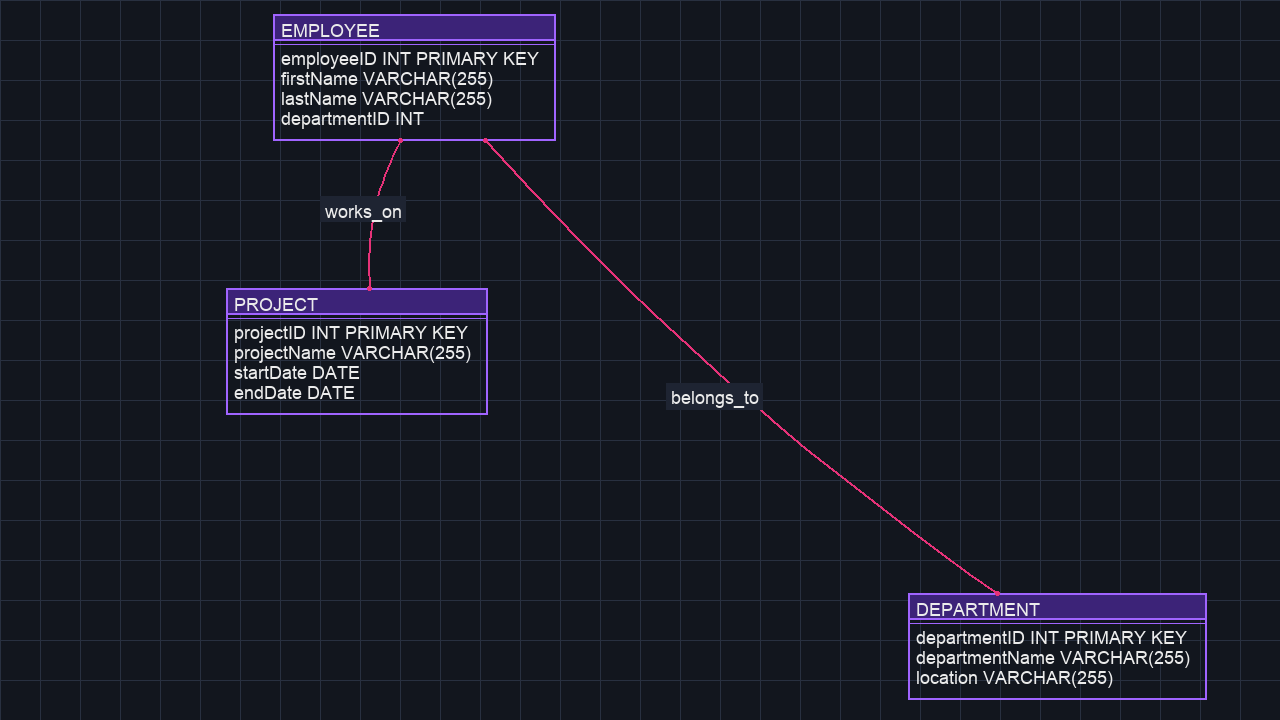 EMPLOYEE
employeeID INT PRIMARY KEY
firstName VARCHAR(255)
lastName VARCHAR(255)
departmentID INT
works_on
PROJECT
projectID INT PRIMARY KEY
projectName VARCHAR(255)
startDate DATE
endDate DATE
belongs_to
DEPARTMENT
departmentID INT PRIMARY KEY
departmentName VARCHAR(255)
location VARCHAR(255)